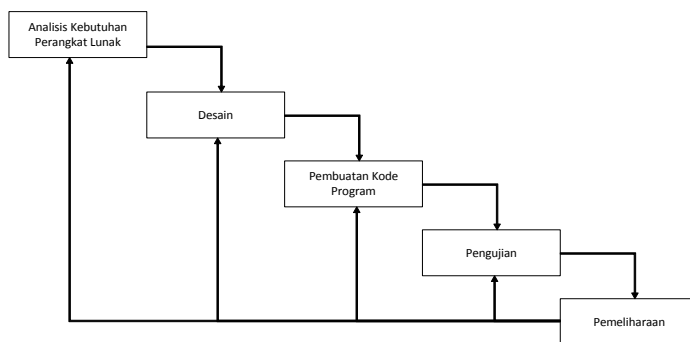 Analisis Kebutuhan
Perangkat Lunak
Desain
Pembuatan Kode
Program
Pengujian
Pemeliharaan